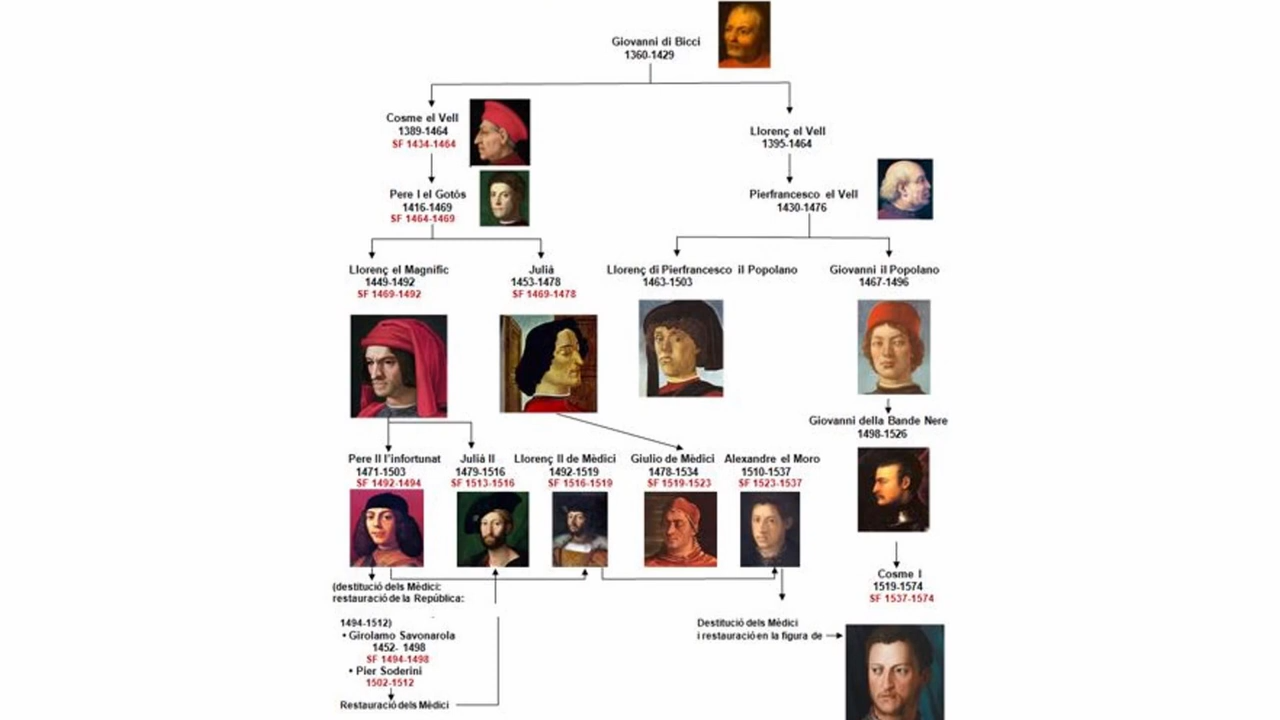 Giovanni di Bicci
1360-1429
Cosme el Vell
1389-1464
SF 1434-1464
Llorenç el Vell
1395-1464
Pere I el Gotós
1416-1469
SF 1464-1469
Pierfrancesco el Vell
1430-1476
Llorenç el Magnífic
1449-1492
SF 1469-1492
Julià
1453-1478
SF 1469-1478
Llorenç di Pierfrancesco il Popolano
1463-1503
Giovanni il Popolano
1467-1496
Giovanni della Bande Nere
1498-1526
Pere II l'infortunat
1471-1503
SF 1492-1494
Julià II
1479-1516
SF 1513-1516
Llorenç II de Mèdici
1492-1519
SF 1516-1519
Giulio de Mèdici
1478-1534
SF 1519-1523
Alexandre el Moro
1510-1537
SF 1523-1537
Cosme I
1519-1574
SF 1537-1574
(destitució dels Mèdici:
restauració de la República:
1494-1512)
• Girolamo Savonarola
1452- 1498
SF 1494-1498
• Pier Soderini
1502-1512
Restauració dels Mèdici
Destitució dels Mèdici
i restauració en la figura de